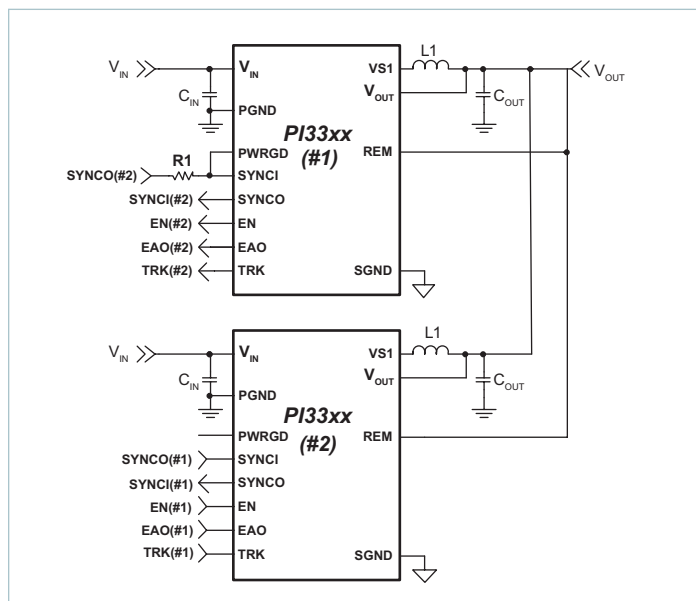 V_IN V_IN VS1 L1 V_OUT
C_IN V_OUT C_OUT
PGND
PI33xx
(#1)
PWRGD REM
R1
SYNCO(#2) SYNCI
SYNCI(#2) SYNCO
EN(#2) EN
EAO(#2) EAO
TRK(#2) TRK SGND
V_IN V_IN VS1 L1
C_IN V_OUT C_OUT
PGND
PI33xx
(#2)
PWRGD REM
SYNCO(#1) SYNCI
SYNCI(#1) SYNCO
EN(#1) EN
EAO(#1) EAO
TRK(#1) TRK SGND